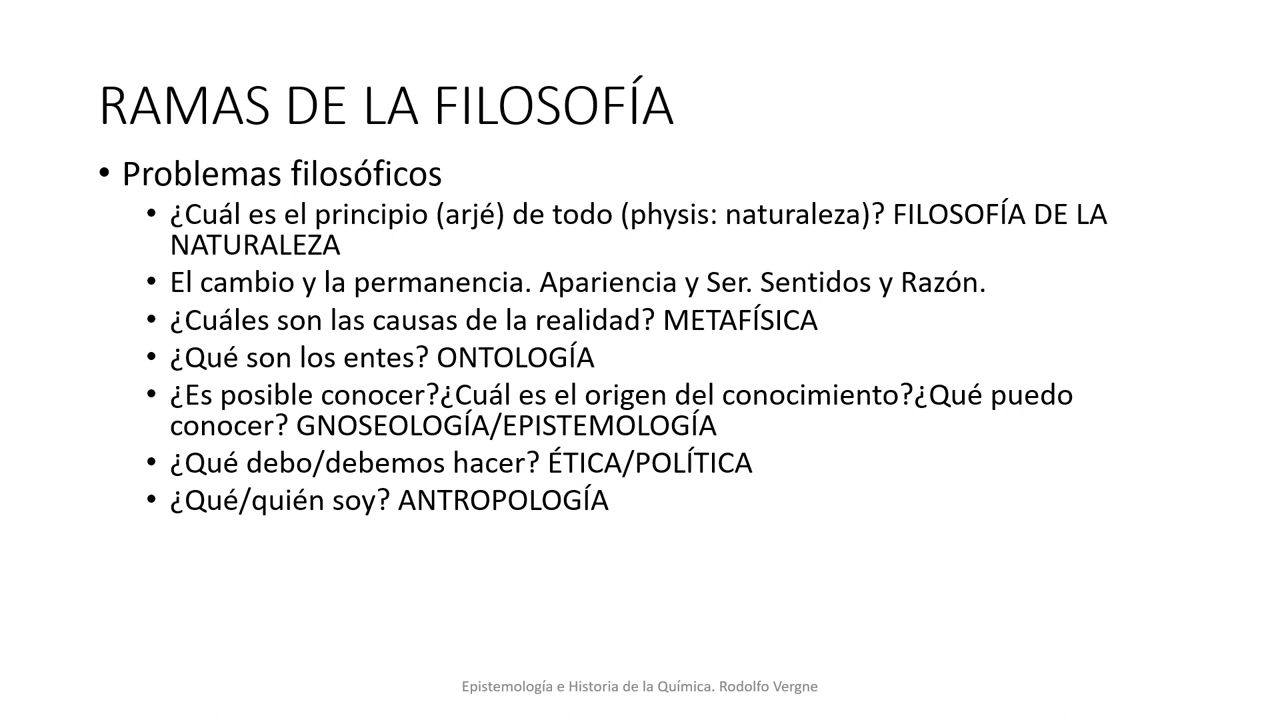 RAMAS DE LA FILOSOFÍA
• Problemas filosóficos
• ¿Cuál es el principio (arjé) de todo (physis: naturaleza)? FILOSOFÍA DE LA
NATURALEZA
• El cambio y la permanencia. Apariencia y Ser. Sentidos y Razón.
• ¿Cuáles son las causas de la realidad? METAFÍSICA
• ¿Qué son los entes? ONTOLOGÍA
• ¿Es posible conocer?¿Cuál es el origen del conocimiento?¿Qué puedo
conocer? GNOSEOLOGÍA/EPISTEMOLOGÍA
• ¿Qué debo/debemos hacer? ÉTICA/POLÍTICA
• ¿Qué/quién soy? ANTROPOLOGÍA
Epistemología e Historia de la Química. Rodolfo Vergne